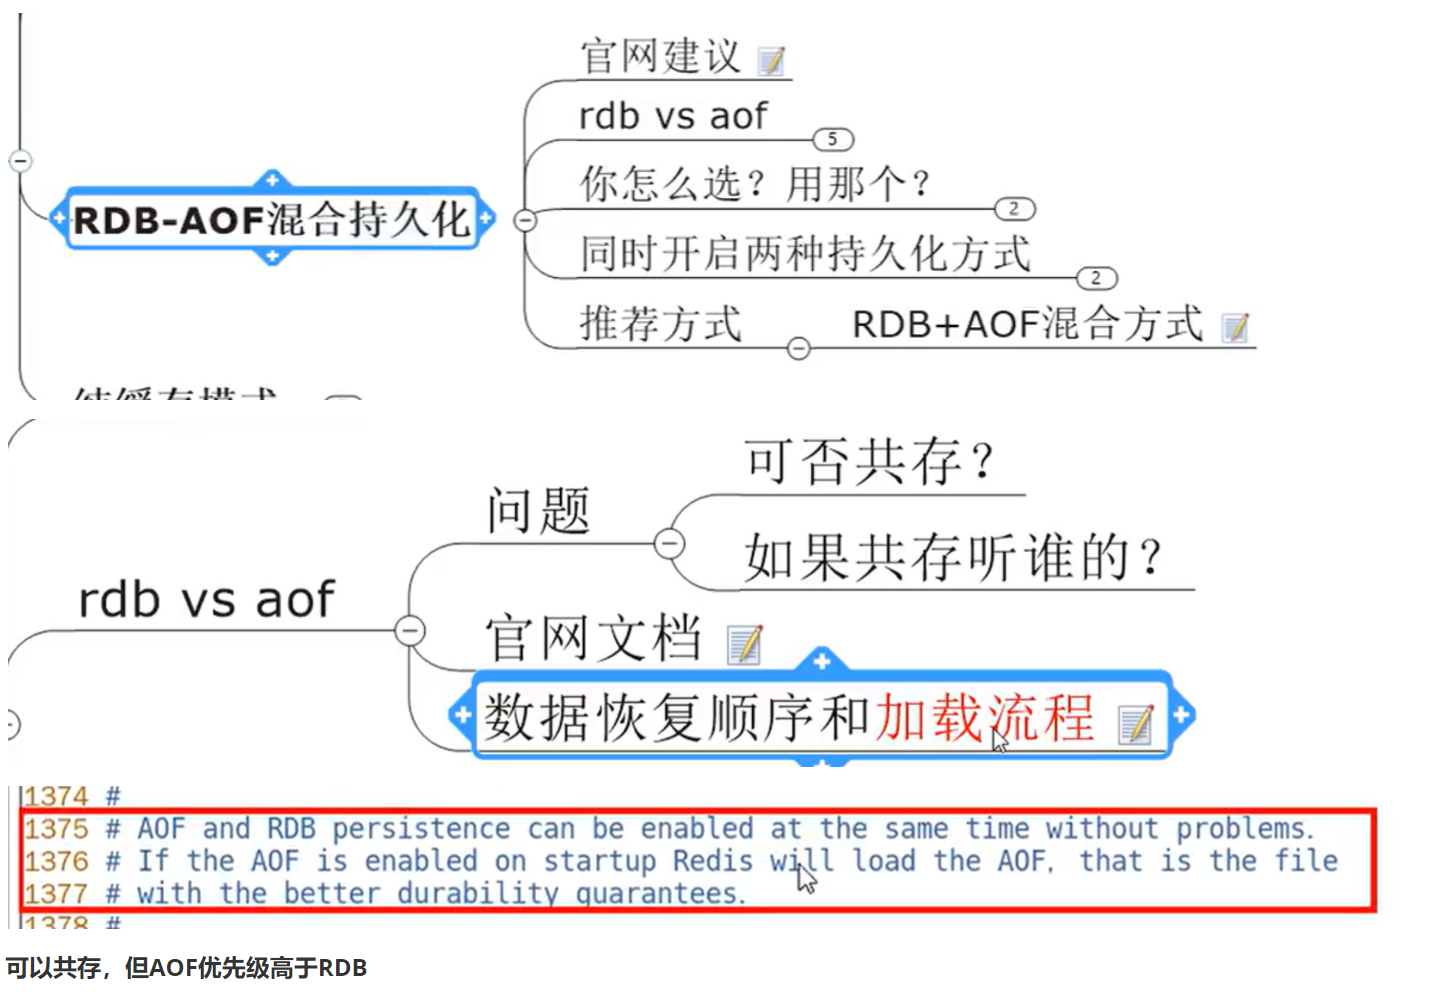 官网建议
rdb vs aof
5
你怎么选？用那个？
2
RDB-AOF混合持久化
同时开启两种持久化方式
2
推荐方式
RDB+AOF混合方式
可否共存？
问题
如果共存听谁的？
rdb vs aof
官网文档
数据恢复顺序和加载流程
1374 #
1375 # AOF and RDB persistence can be enabled at the same time without problems.
1376 # If the AOF is enabled on startup Redis will load the AOF, that is the file
1377 # with the better durability guarantees.
1378 #
可以共存，但AOF优先级高于RDB